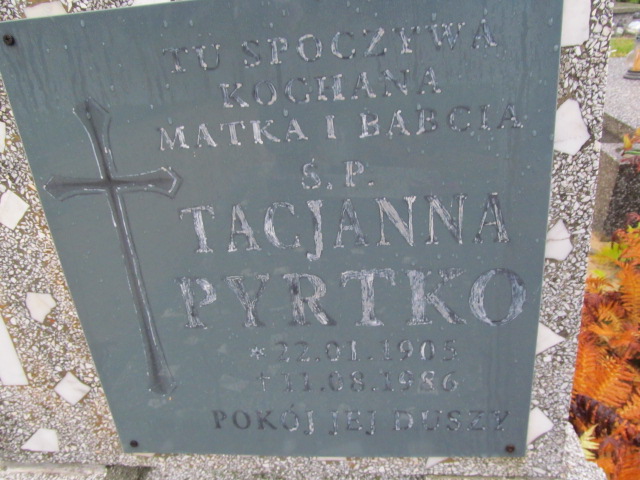 TU SPOCZYWA
KOCHANA
MATKA I BABCIA
Ś.P.
TACJANNA
PYRTKO
* 22.01.1905
† 11.08.1986
POKÓJ JEJ DUSZY